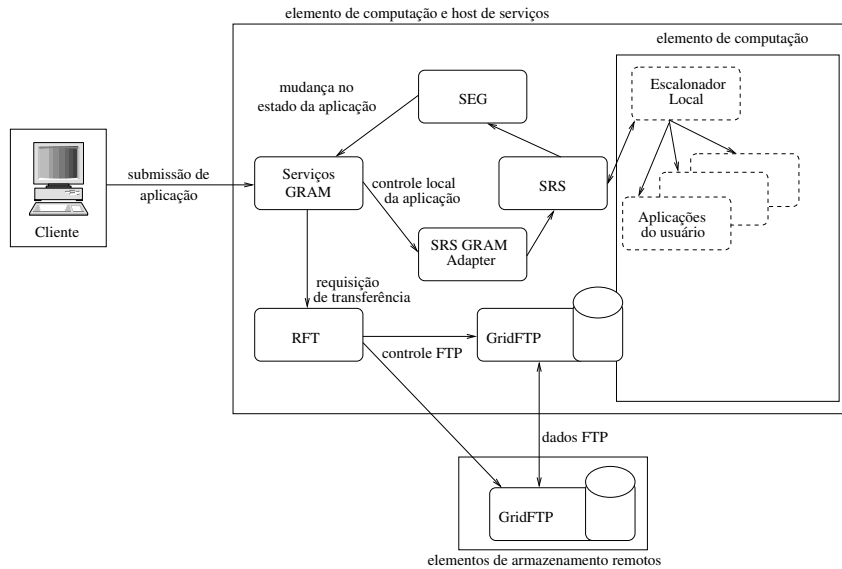 elemento de computação e host de serviços
elemento de computação
mudança no
estado da aplicação
SEG
Escalonador
Local
submissão de
aplicação
Cliente
Serviços
GRAM
controle local
da aplicação
SRS
SRS GRAM
Adapter
Aplicações
do usuário
requisição
de transferência
RFT
controle FTP
GridFTP
dados FTP
GridFTP
elementos de armazenamento remotos